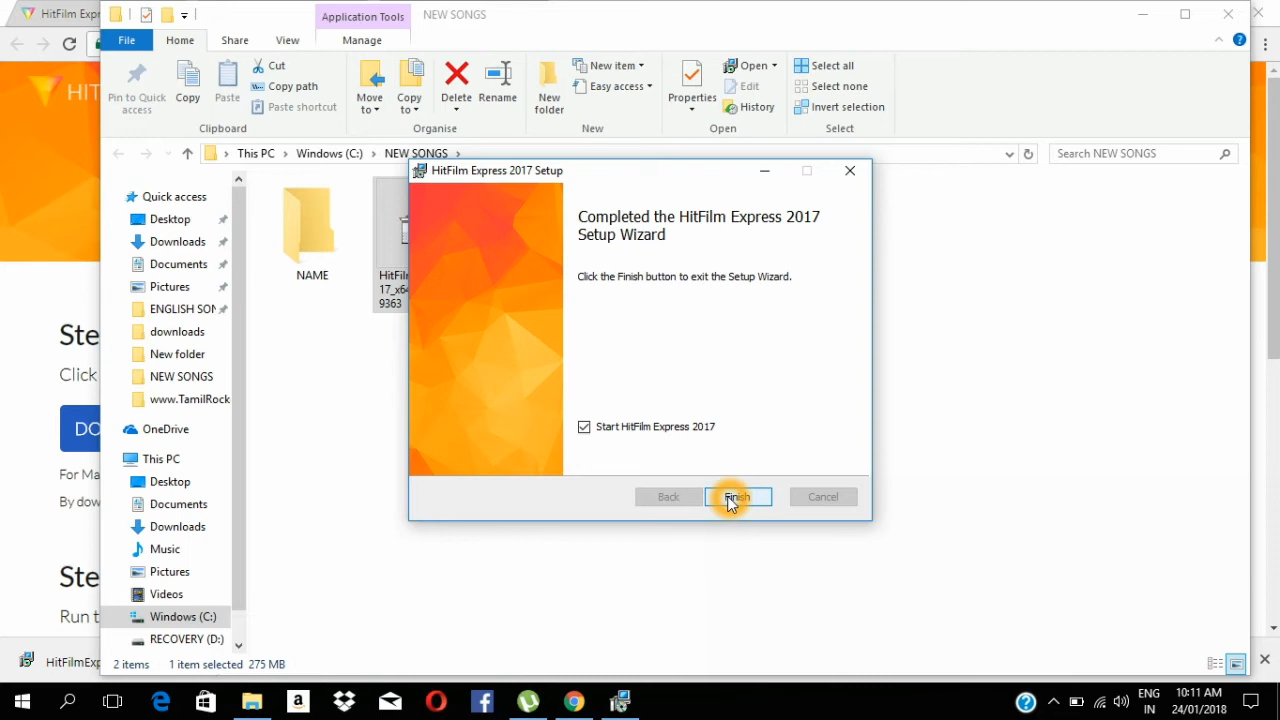 HitFilm Exp
Application Tools
NEW SONGS
File
Home
Share
View
Manage
Pin to Quick
access
Copy
Paste
Cut
Copy path
Paste shortcut
Move
to
Copy
to
Delete
Rename
New
folder
New item
Easy access
Properties
Open
Edit
History
Select all
Select none
Invert selection
Clipboard
Organise
New
Open
Select
This PC
Windows (C:)
NEW SONGS
Search NEW SONGS
HIT
Quick access
Desktop
Downloads
Documents
Pictures
ENGLISH SON
downloads
New folder
NEW SONGS
www.TamilRock
OneDrive
This PC
Desktop
Documents
Downloads
Music
Pictures
Videos
Windows (C:)
RECOVERY (D:)
NAME
HitFil
17_x64
9363
HitFilm Express 2017 Setup
Completed the HitFilm Express 2017
Setup Wizard
Click the Finish button to exit the Setup Wizard.
Start HitFilm Express 2017
Back
Finish
Cancel
Ste
Click
DO
For Ma
By dow
Ste
Run t
HitFilmExp
2 items
1 item selected 275 MB
ENG
IN
10:11 AM
24/01/2018